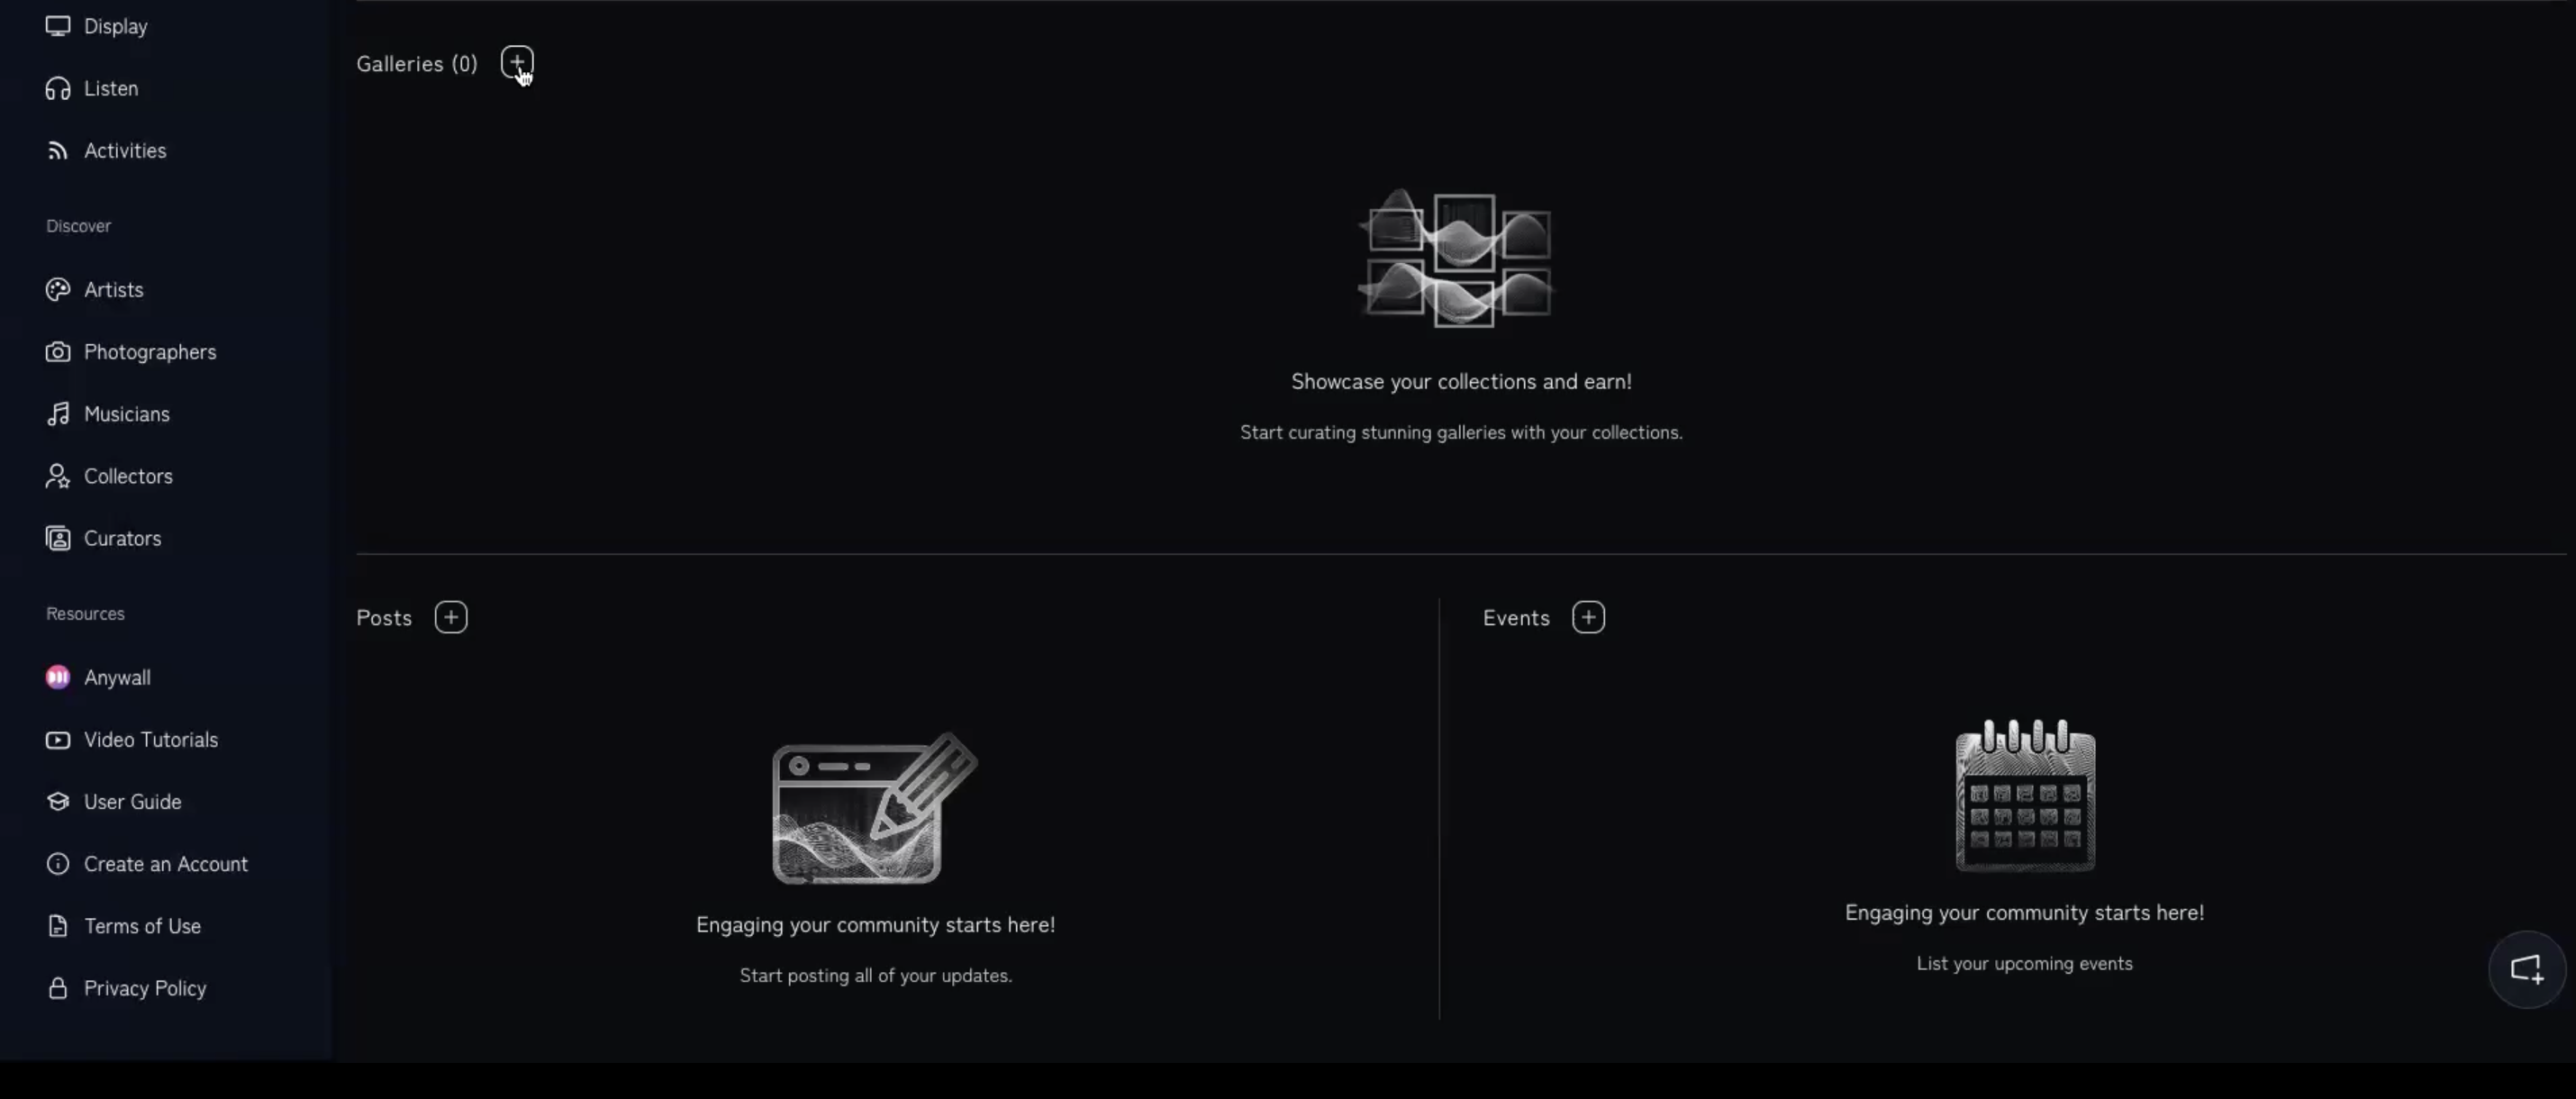 Display
Listen
Activities
Discover
Artists
Photographers
Musicians
Collectors
Curators
Resources
Anywall
Video Tutorials
User Guide
Create an Account
Terms of Use
Privacy Policy
Galleries (0)
Showcase your collections and earn!
Start curating stunning galleries with your collections.
Posts
Engaging your community starts here!
Start posting all of your updates.
Events
Engaging your community starts here!
List your upcoming events